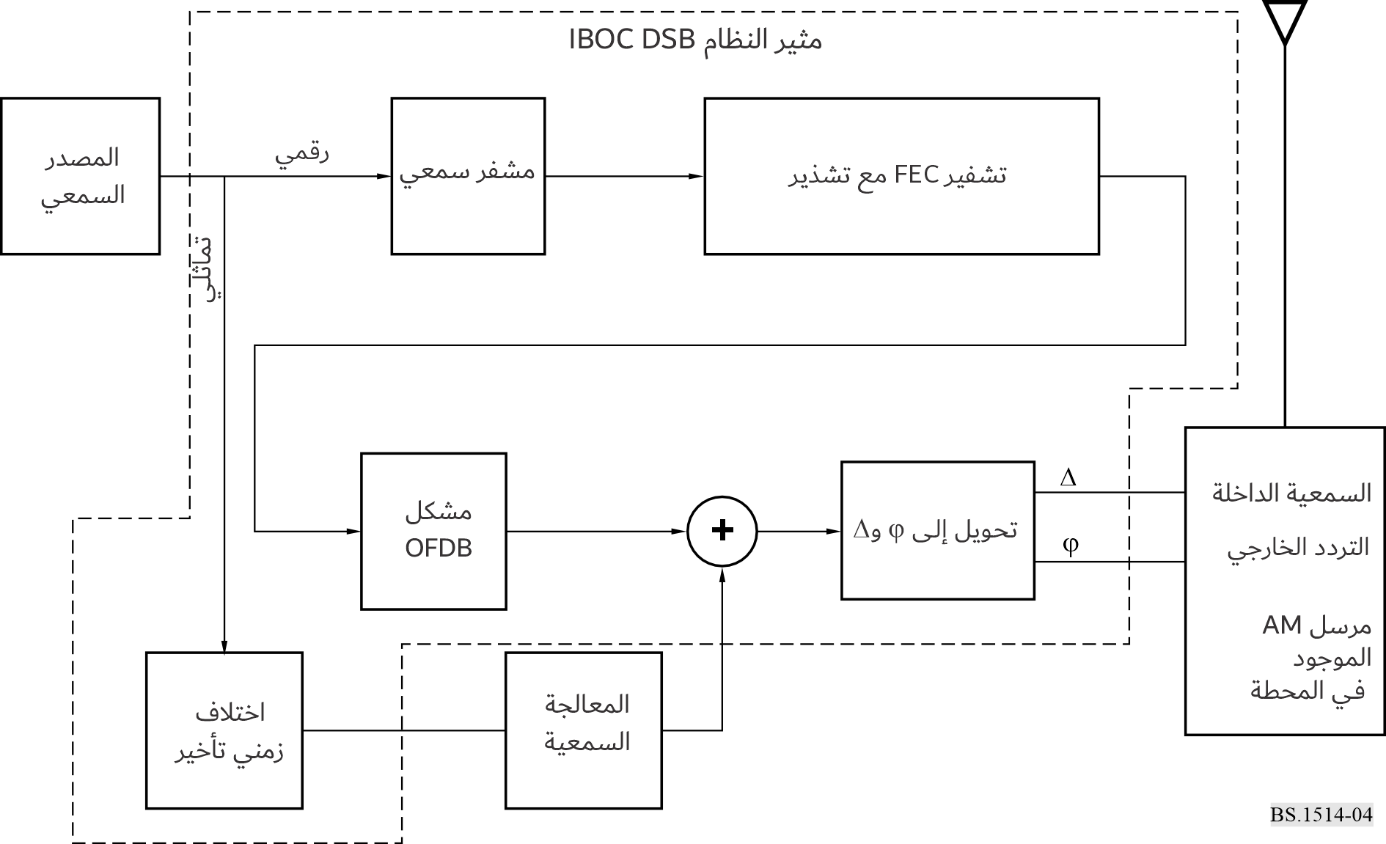 مثير النظام IBOC DSB
المصدر
السمعي
رقمي
مشفر سمعي
تشفير FEC مع تشذير
تماثلي
مشكل
OFDB
+
تحويل إلى φ وΔ
Δ
φ
السمعية الداخلة
التردد الخارجي
مرسل AM
الموجود
في المحطة
اختلاف
زمني تأخير
المعالجة
السمعية
BS.1514-04